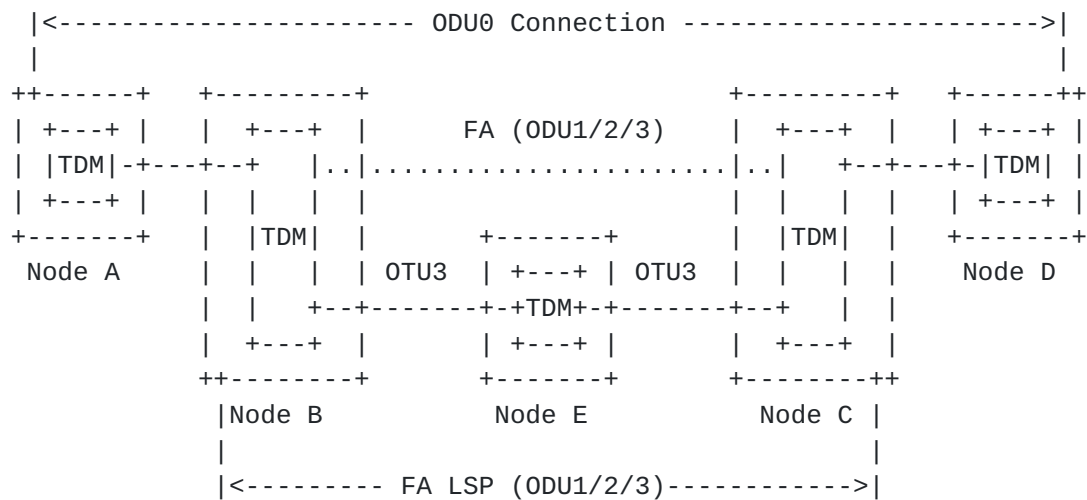 |<----------------------- ODU0 Connection ----------------------->|
 |                                                                 |
++------+   +---------+                       +---------+   +------++
| +---+ |   |  +---+  |      FA (ODU1/2/3)    |  +---+  |   | +---+ |
| |TDM|-+---+--+   |..|.......................|..|   +--+---+-|TDM| |
| +---+ |   |  |   |  |                       |  |   |  |   | +---+ |
+-------+   |  |TDM|  |       +-------+       |  |TDM|  |   +-------+
 Node A     |  |   |  | OTU3  | +---+ | OTU3  |  |   |  |    Node D
            |  |   +--+-------+-+TDM+-+-------+--+   |  |
            |  +---+  |       | +---+ |       |  +---+  |
            ++--------+       +-------+       +--------++
             |Node B           Node E           Node C |
             |                                         |
             |<--------- FA LSP (ODU1/2/3)------------>|